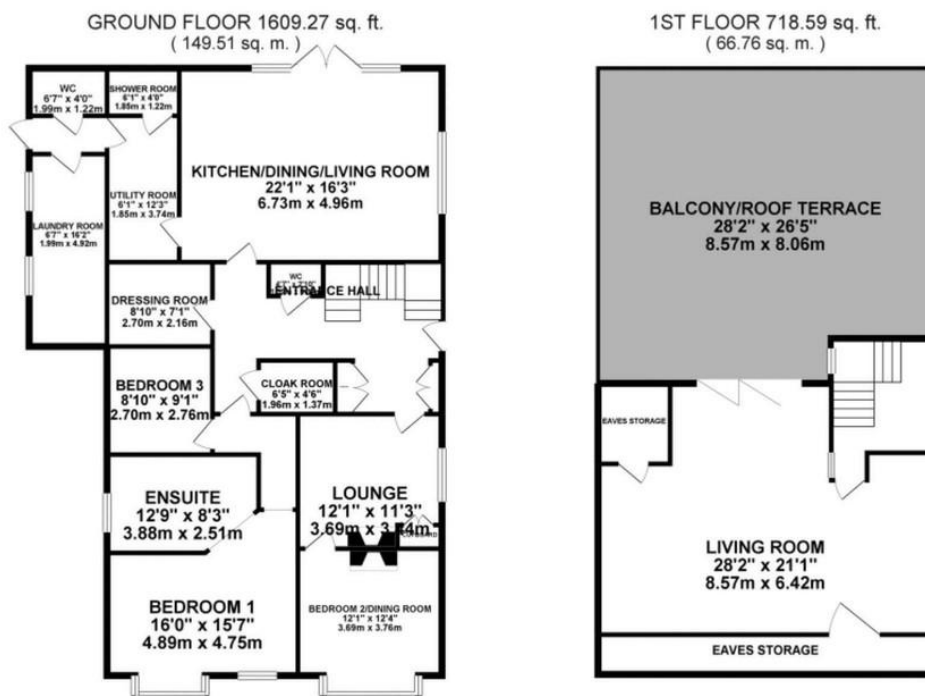 GROUND FLOOR 1609.27 sq. ft.
( 149.51 sq. m. )
WC
6'7" x 4'0"
1.99m x 1.22m
SHOWER ROOM
6'1" x 4'0"
1.85m x 1.22m
KITCHEN/DINING/LIVING ROOM
22'1" x 16'3"
6.73m x 4.96m
UTILITY ROOM
6'1" x 12'3"
1.85m x 3.74m
LAUNDRY ROOM
6'7" x 16'2"
1.99m x 4.92m
WC
ENTRANCE HALL
DRESSING ROOM
8'10" x 7'1"
2.70m x 2.16m
BEDROOM 3
8'10" x 9'1"
2.70m x 2.76m
CLOAK ROOM
6'5" x 4'6"
1.96m x 1.37m
ENSUITE
12'9" x 8'3"
3.88m x 2.51m
LOUNGE
12'1" x 11'3"
3.69m x 3.44m
BEDROOM 1
16'0" x 15'7"
4.89m x 4.75m
BEDROOM 2/DINING ROOM
12'1" x 12'4"
3.69m x 3.76m
1ST FLOOR 718.59 sq. ft.
( 66.76 sq. m. )
BALCONY/ROOF TERRACE
28'2" x 26'5"
8.57m x 8.06m
EAVES STORAGE
LIVING ROOM
28'2" x 21'1"
8.57m x 6.42m
EAVES STORAGE